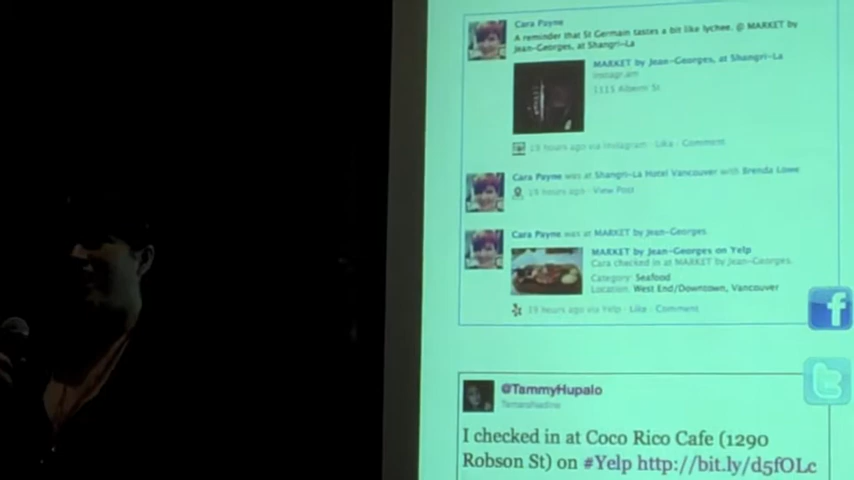 Cara Payne
A reminder that St Germain tastes a bit like lychee. @ MARKET by
Jean-Georges, at Shangri-La
MARKET by Jean-Georges, at Shangri-La
Instagr.am
1115 Alberni St.
19 hours ago via Instagram · Like · Comment
Cara Payne was at Shangri-La Hotel Vancouver with Brenda Lowe
19 hours ago · View Post
Cara Payne was at MARKET by Jean-Georges.
MARKET by Jean-Georges on Yelp
Cara checked in at MARKET by Jean-Georges.
Category: Seafood
Location: West End/Downtown, Vancouver
19 hours ago via Yelp · Like · Comment
f
t
@TammyHupalo
TamaraNadine
I checked in at Coco Rico Cafe (1290
Robson St) on #Yelp http://bit.ly/d5fOLc